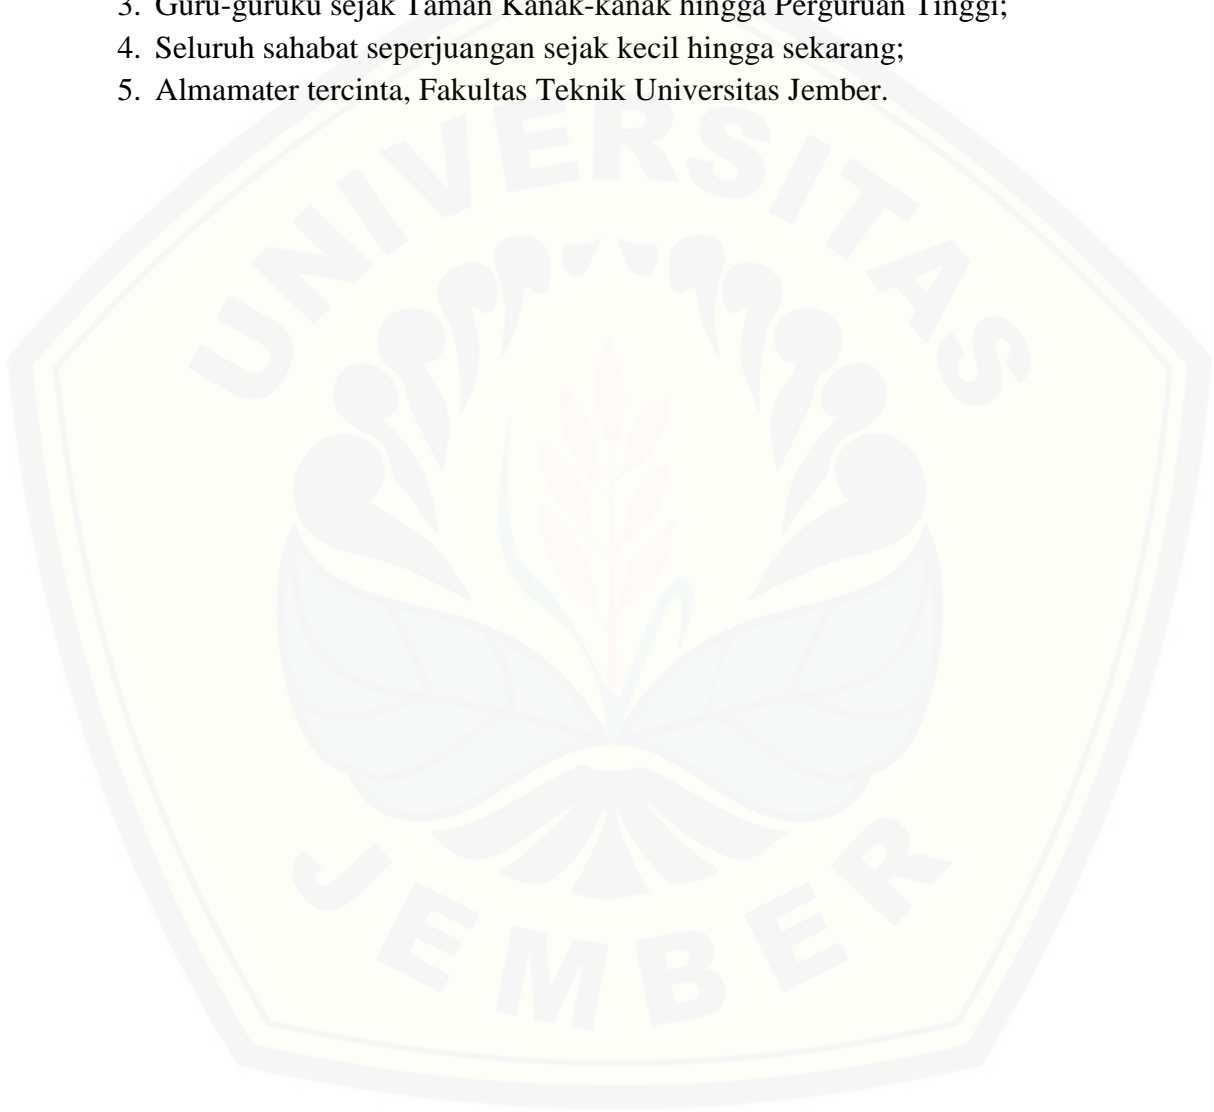 3. Guru-guruku sejak Taman Kanak-kanak hingga Perguruan Tinggi;
4. Seluruh sahabat seperjuangan sejak kecil hingga sekarang;
5. Almamater tercinta, Fakultas Teknik Universitas Jember.
UNIVERSITAS
JEMBER